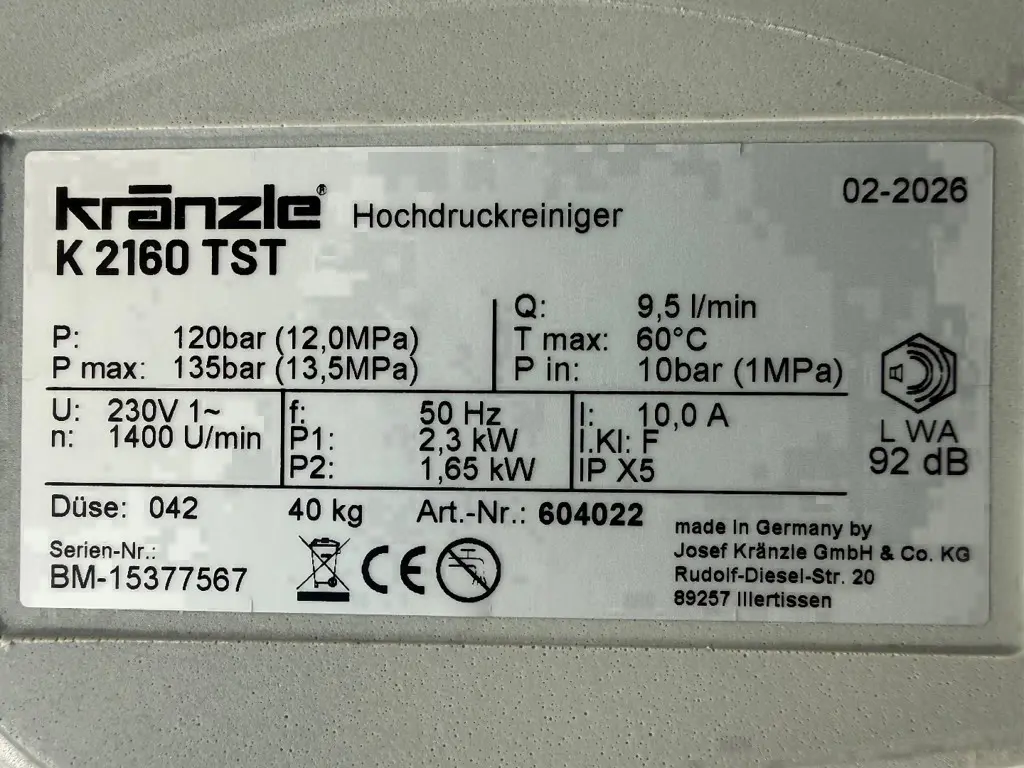 kränzle® Hochdruckreiniger 02-2026
K 2160 TST
P: 120bar (12,0MPa)
P max: 135bar (13,5MPa)
Q: 9,5 l/min
T max: 60°C
P in: 10bar (1MPa)
U: 230V 1~
n: 1400 U/min
f: 50 Hz
P1: 2,3 kW
P2: 1,65 kW
I: 10,0 A
I.Kl: F
IP X5
L WA
92 dB
Düse: 042 40 kg Art.-Nr.: 604022
Serien-Nr.:
BM-15377567
CE
made in Germany by
Josef Kränzle GmbH & Co. KG
Rudolf-Diesel-Str. 20
89257 Illertissen